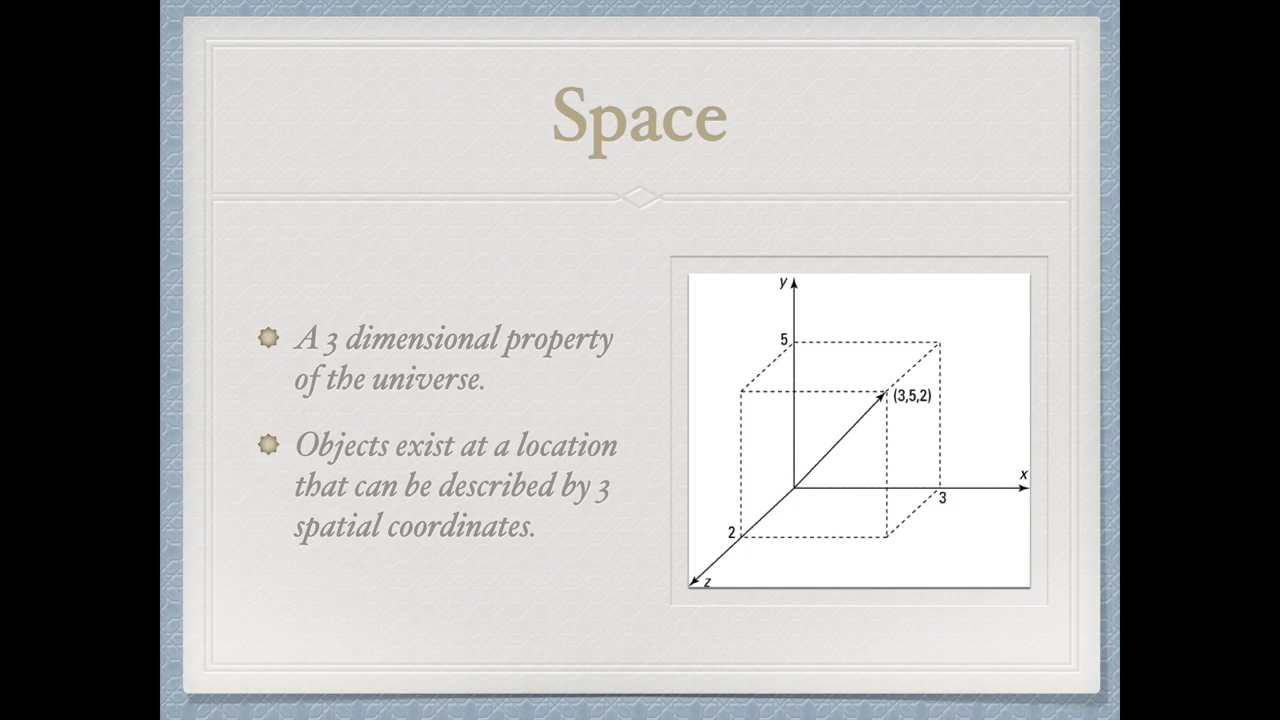 Space
A 3 dimensional property
of the universe.
Objects exist at a location
that can be described by 3
spatial coordinates.
y
5
(3,5,2)
x
3
2
z